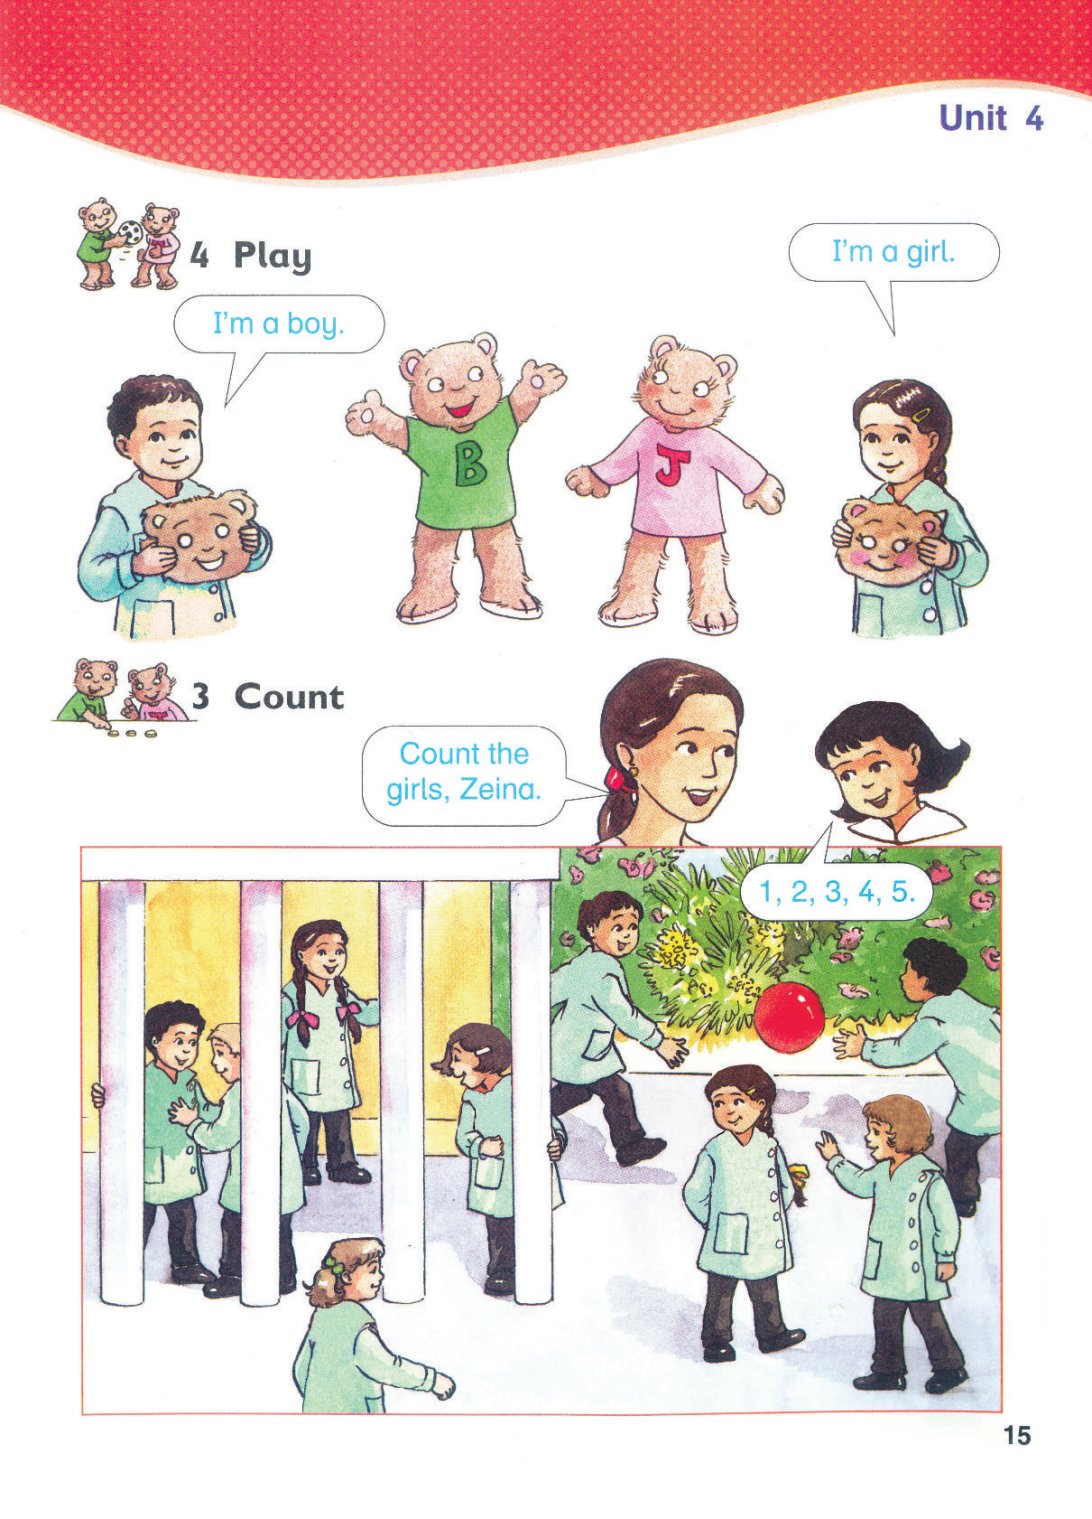 Unit 4
4 Play
I'm a girl.
I'm a boy.
B
J
3 Count
Count the
girls, Zeina.
1, 2, 3, 4, 5.
15